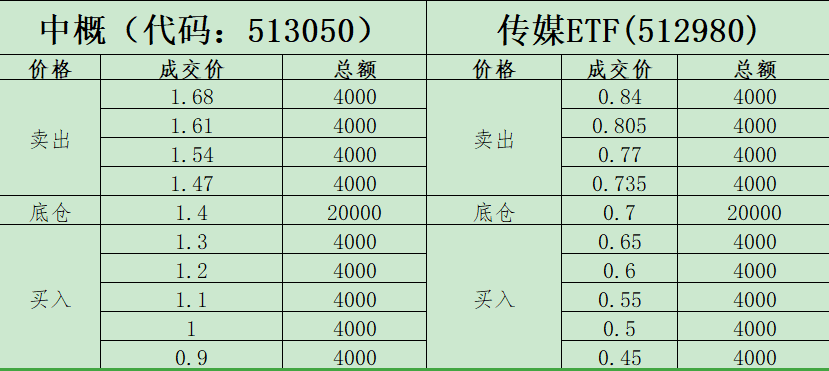 中概（代码：513050） 传媒ETF(512980)
价格 成交价 总额 价格 成交价 总额
卖出 1.68 4000 卖出 0.84 4000
1.61 4000 0.805 4000
1.54 4000 0.77 4000
1.47 4000 0.735 4000
底仓 1.4 20000 底仓 0.7 20000
买入 1.3 4000 买入 0.65 4000
1.2 4000 0.6 4000
1.1 4000 0.55 4000
1 4000 0.5 4000
0.9 4000 0.45 4000